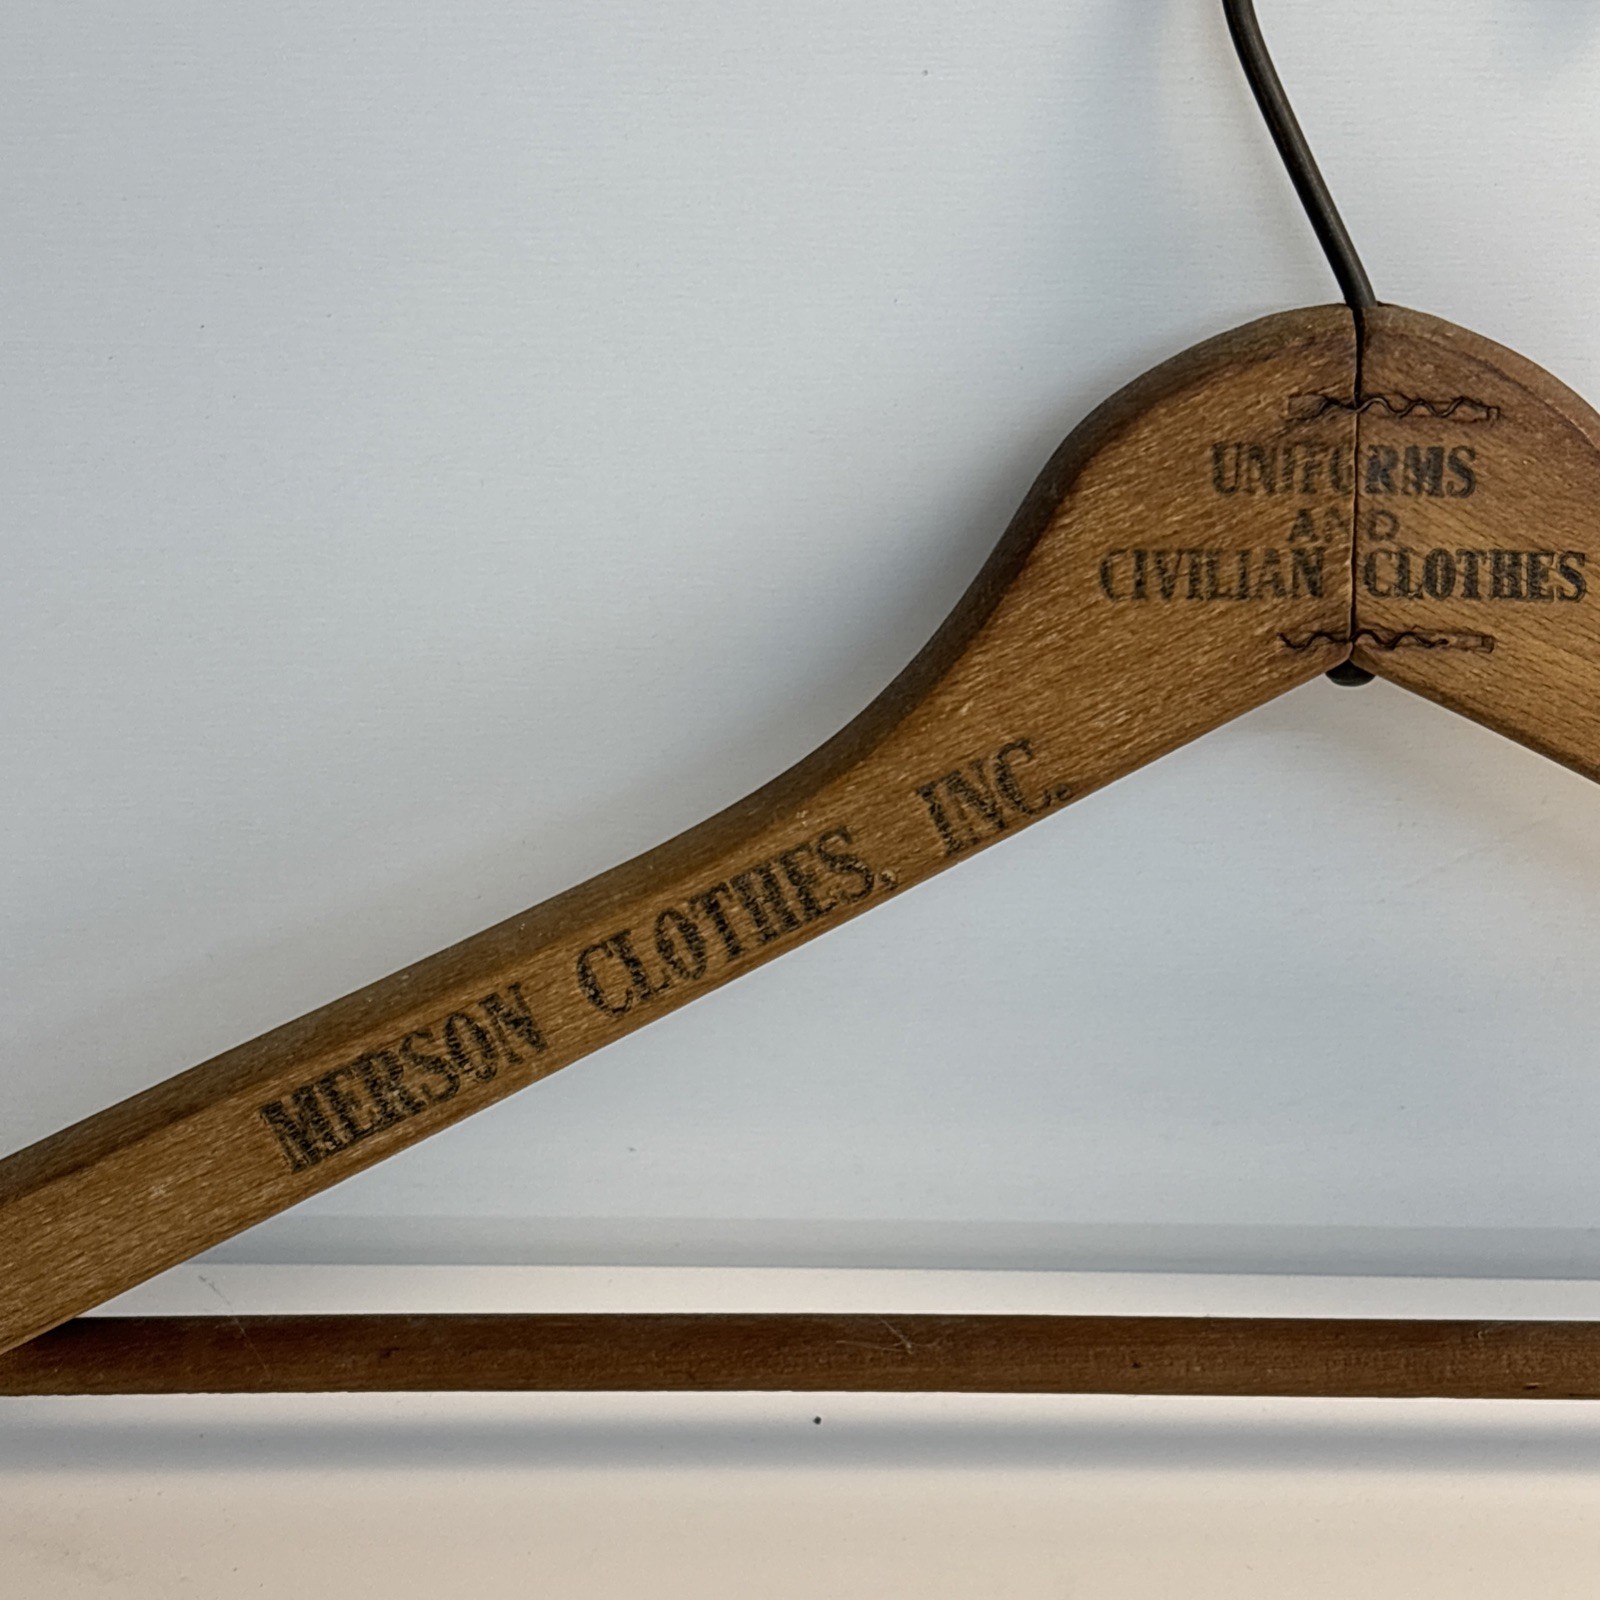 UNIFORMS
AND
CIVILIAN CLOTHES
MERSON CLOTHES, INC.